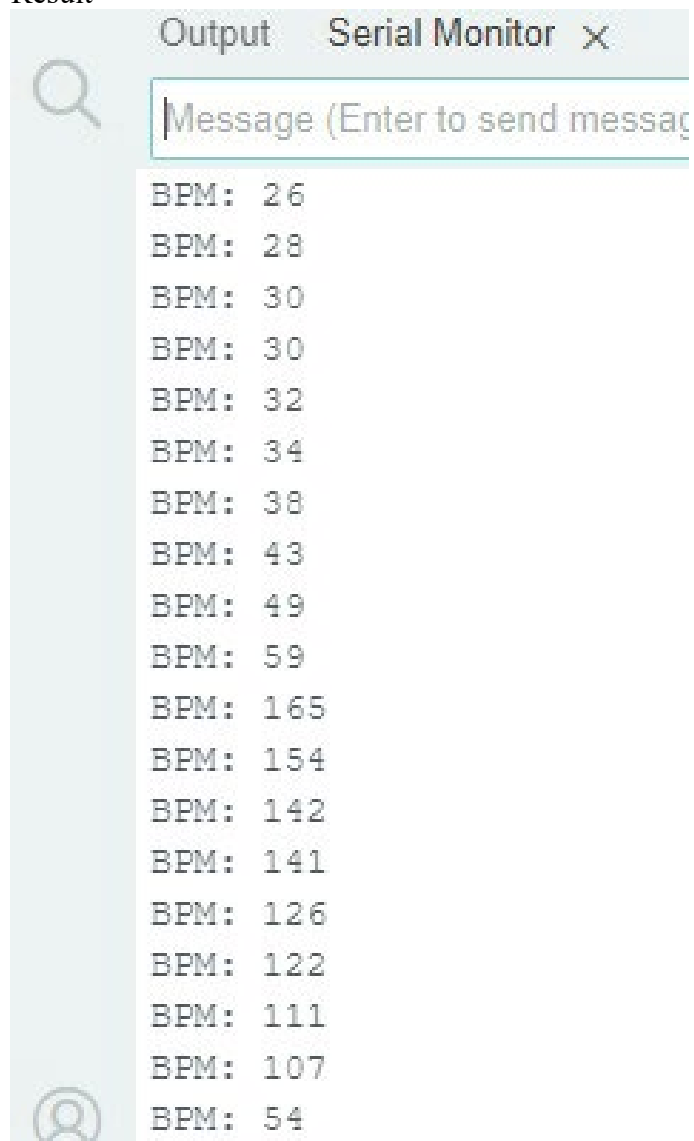 Output Serial Monitor ×
Message (Enter to send messag
BPM: 26
BPM: 28
BPM: 30
BPM: 30
BPM: 32
BPM: 34
BPM: 38
BPM: 43
BPM: 49
BPM: 59
BPM: 165
BPM: 154
BPM: 142
BPM: 141
BPM: 126
BPM: 122
BPM: 111
BPM: 107
BPM: 54